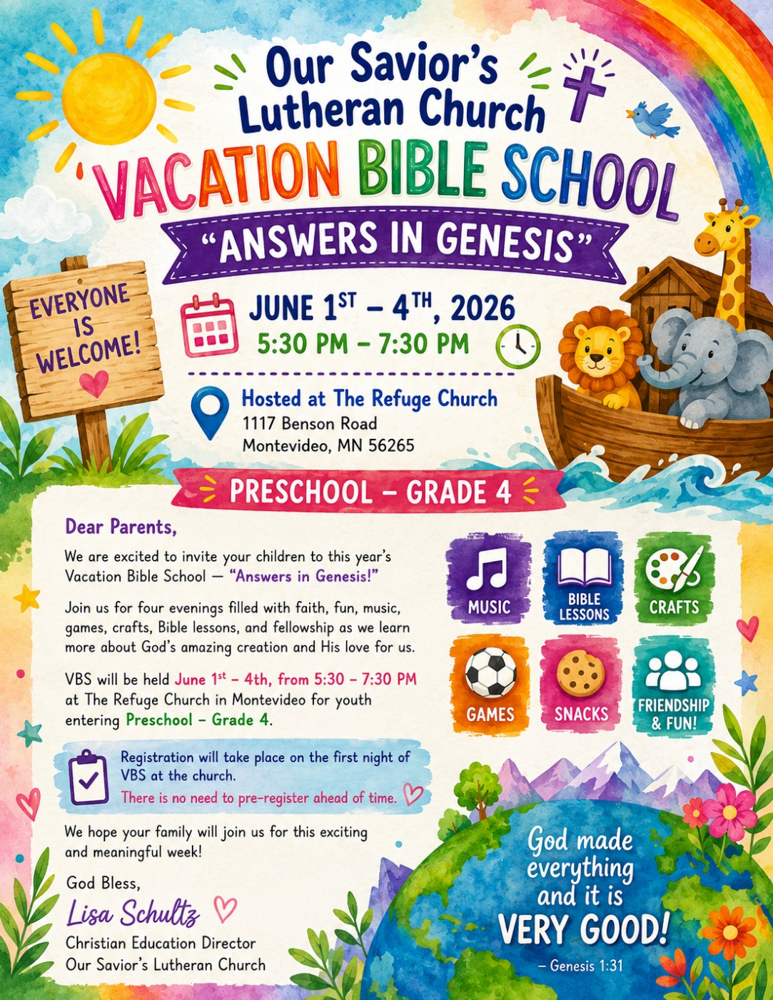 Our Savior's
Lutheran Church
VACATION BIBLE SCHOOL
"ANSWERS IN GENESIS"
EVERYONE
IS
WELCOME!
JUNE 1ST – 4TH, 2026
5:30 PM – 7:30 PM
Hosted at The Refuge Church
1117 Benson Road
Montevideo, MN 56265
PRESCHOOL – GRADE 4
Dear Parents,
We are excited to invite your children to this year's
Vacation Bible School — "Answers in Genesis!"
Join us for four evenings filled with faith, fun, music,
games, crafts, Bible lessons, and fellowship as we learn
more about God's amazing creation and His love for us.
VBS will be held June 1st – 4th, from 5:30 – 7:30 PM
at The Refuge Church in Montevideo for youth
entering Preschool – Grade 4.
Registration will take place on the first night of
VBS at the church.
There is no need to pre-register ahead of time.
We hope your family will join us for this exciting
and meaningful week!
God Bless,
Lisa Schultz
Christian Education Director
Our Savior's Lutheran Church
MUSIC
BIBLE
LESSONS
CRAFTS
GAMES
SNACKS
FRIENDSHIP
& FUN!
God made
everything
and it is
VERY GOOD!
– Genesis 1:31